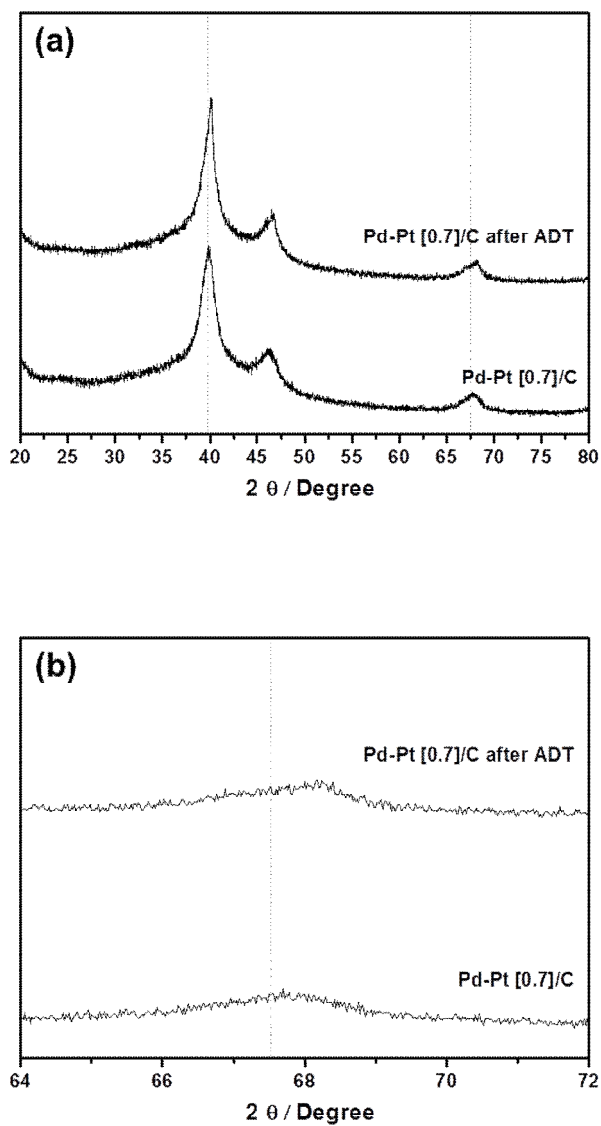 (a)
Pd-Pt [0.7]/C after ADT
Pd-Pt [0.7]/C
20 25 30 35 40 45 50 55 60 65 70 75 80
2 θ / Degree
(b)
Pd-Pt [0.7]/C after ADT
Pd-Pt [0.7]/C
64 66 68 70 72
2 θ / Degree